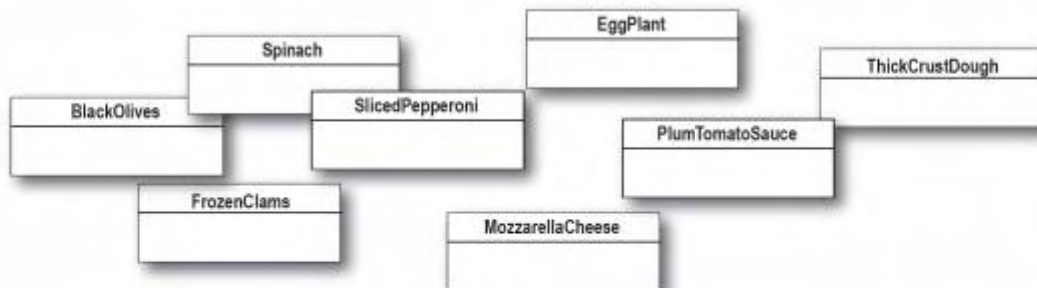 EggPlant
Spinach
ThickCrustDough
BlackOlives
SlicedPepperoni
PlumTomatoSauce
FrozenClams
MozzarellaCheese